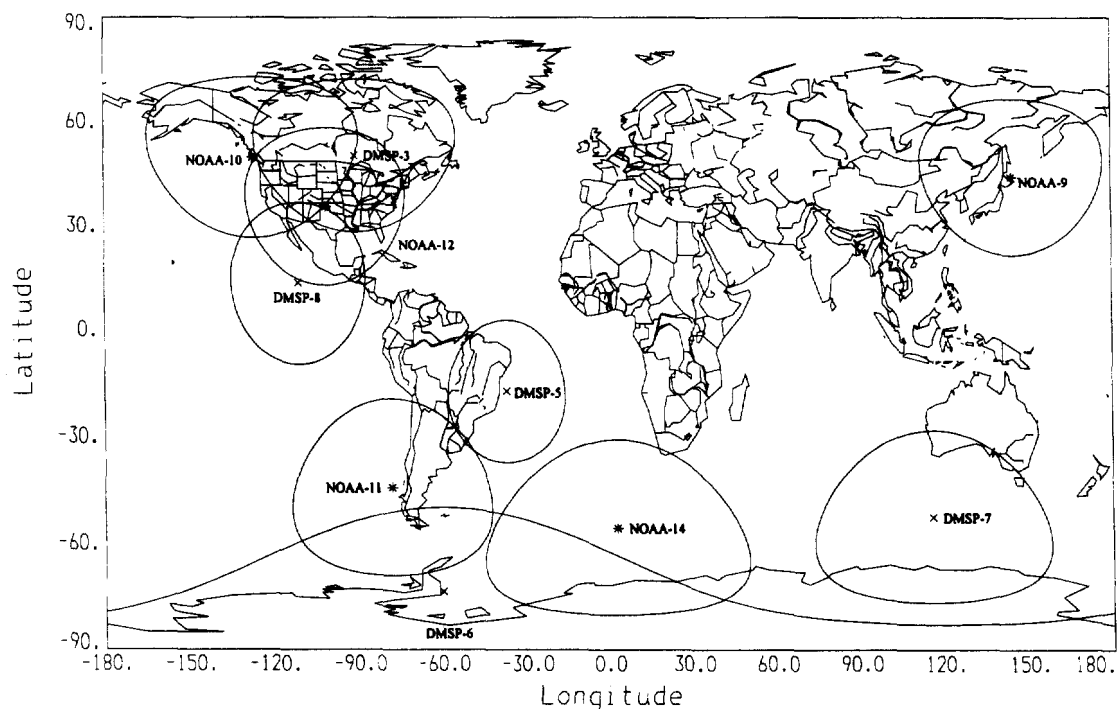 90.
60.
30.
0.
-30.
-60.
-90.
Latitude
NOAA-10
DMSP-3
NOAA-9
NOAA-12
DMSP-8
DMSP-5
NOAA-11
DMSP-7
NOAA-14
DMSP-6
-180. -150. -120. -90.0 -60.0 -30.0 0.0 30.0 60.0 90.0 120. 150. 180.
Longitude